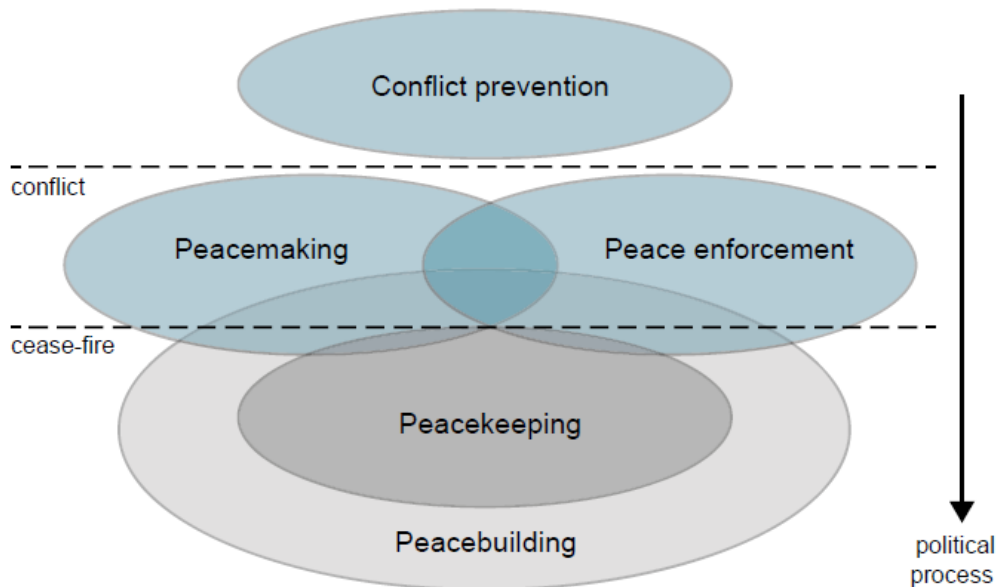 Conflict prevention
conflict
Peacemaking
Peace enforcement
cease-fire
Peacekeeping
Peacebuilding
political
process